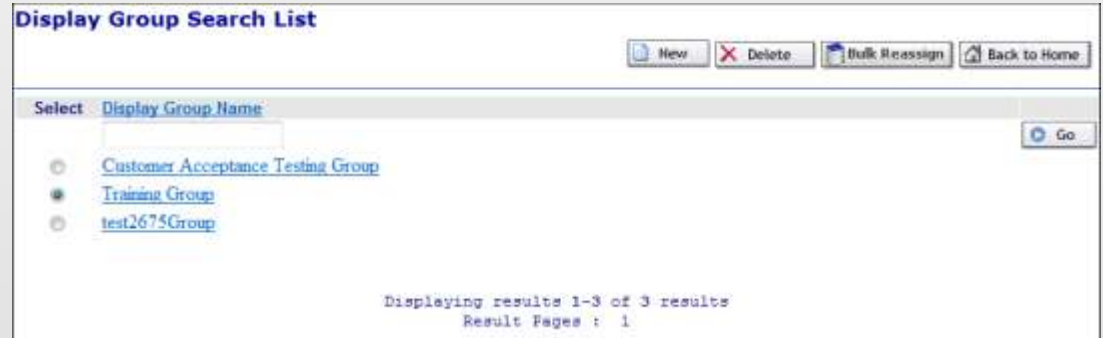 Display Group Search List
New Delete Bulk Reassign Back to Home
Select Display Group Name
Go
Customer Acceptance Testing Group
Training Group
test2675Group
Displaying results 1-3 of 3 results
Result Pages : 1